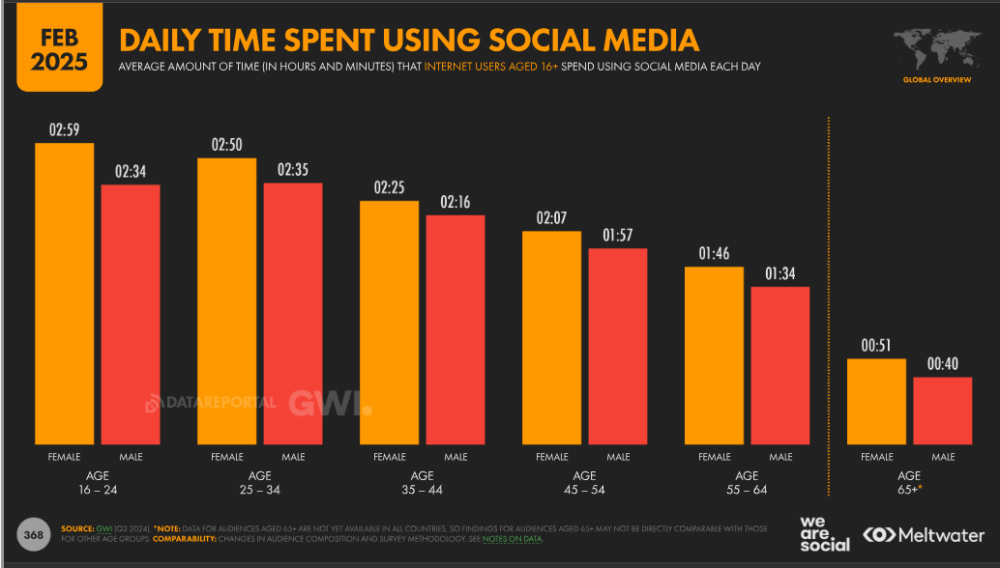 FEB
2025
DAILY TIME SPENT USING SOCIAL MEDIA
AVERAGE AMOUNT OF TIME (IN HOURS AND MINUTES) THAT INTERNET USERS AGED 16+ SPEND USING SOCIAL MEDIA EACH DAY
GLOBAL OVERVIEW
02:59
02:34
02:50
02:35
02:25
02:16
02:07
01:57
01:46
01:34
00:51
00:40
DATAREPORTAL
GWI.
FEMALE MALE FEMALE MALE FEMALE MALE FEMALE MALE FEMALE MALE FEMALE MALE
AGE AGE AGE AGE AGE AGE
16 – 24 25 – 34 35 – 44 45 – 54 55 – 64 65+*
368
SOURCE: GWI (Q3 2024). *NOTE: DATA FOR AUDIENCES AGED 65+ ARE NOT YET AVAILABLE IN ALL COUNTRIES, SO FINDINGS FOR AUDIENCES AGED 65+ MAY NOT BE DIRECTLY COMPARABLE WITH THOSE
FOR OTHER AGE GROUPS. COMPARABILITY: CHANGES IN AUDIENCE COMPOSITION AND SURVEY METHODOLOGY. SEE NOTES ON DATA.
we
are
social
Meltwater